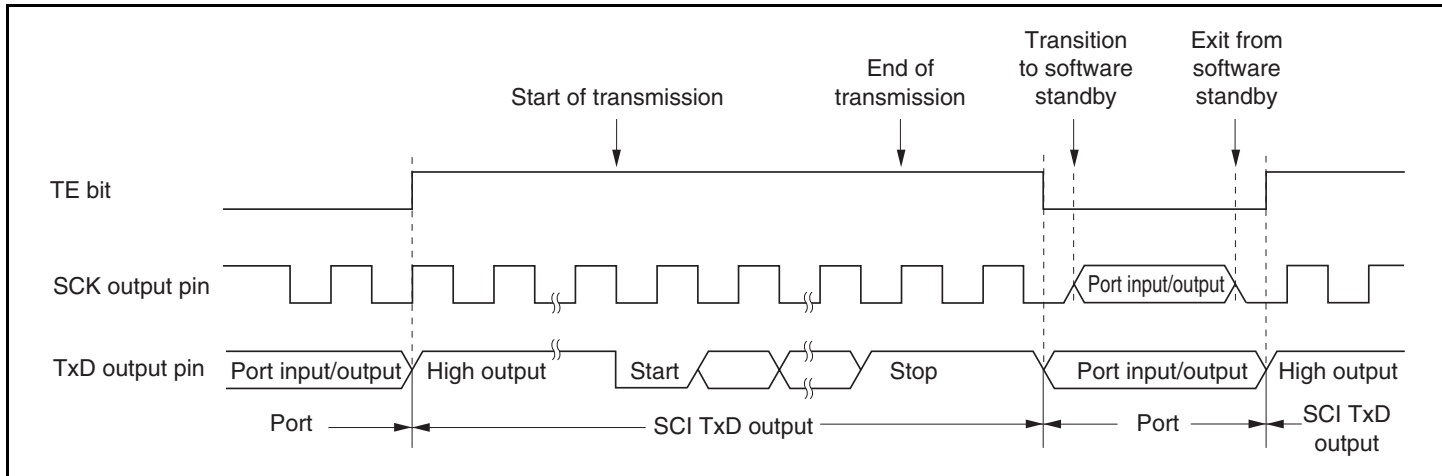 Start of transmission
End of
transmission
Transition
to software
standby
Exit from
software
standby
TE bit
SCK output pin
Port input/output
TxD output pin
Port input/output
High output
Start
Stop
Port input/output
High output
Port
SCI TxD output
Port
SCI TxD
output